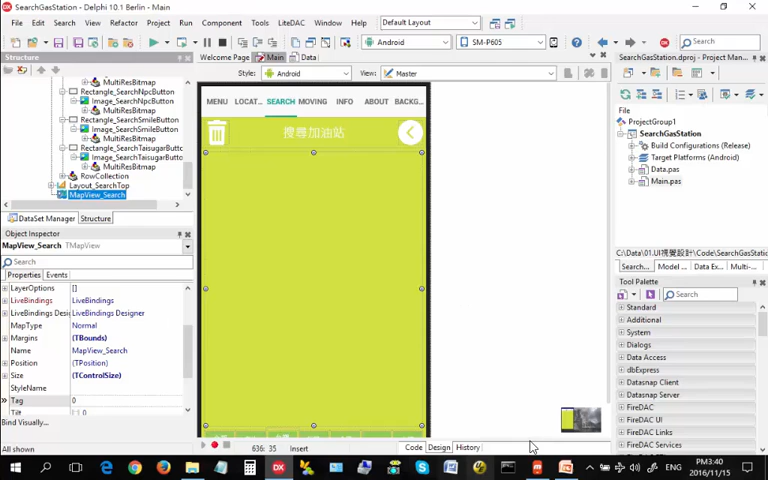 SearchGasStation - Delphi 10.1 Berlin - Main
File Edit Search View Refactor Project Run Component Tools LiteDAC Window Help Default Layout
Android SM-P605 Search
Structure
Welcome Page Main Data
SearchGasStation.dproj - Project Man...
Style: Android View: Master
MultiResBitmap
Rectangle_SearchNpcButton
Image_SearchNpcButton
MultiResBitmap
Rectangle_SearchSmileButton
Image_SearchSmileButton
MultiResBitmap
Rectangle_SearchTaisugarButton
Image_SearchTaisugarButto
MultiResBitmap
RowCollection
Layout_SearchTop
MapView_Search
DataSet Manager Structure
MENU LOCAT... SEARCH MOVING INFO ABOUT BACKG...
搜尋加油站
File
ProjectGroup1
SearchGasStation
Build Configurations (Release)
Target Platforms (Android)
Data.pas
Main.pas
Object Inspector
MapView_Search TMapView
Search
Properties Events
LayerOptions []
LiveBindings LiveBindings
LiveBindings Desi LiveBindings Designer
MapType Normal
Margins (TBounds)
Name MapView_Search
Position (TPosition)
Size (TControlSize)
StyleName
Tag 0
Tilt
Bind Visually...
All shown
C:\Data\01.UI視覺設計\Code\SearchGasStatio
Search... Model ... Data Ex... Multi-...
Tool Palette
Search
Standard
Additional
System
Dialogs
Data Access
dbExpress
Datasnap Client
Datasnap Server
FireDAC
FireDAC UI
FireDAC Links
FireDAC Services
636: 35 Insert Code Design History
ENG PM3:40
2016/11/15